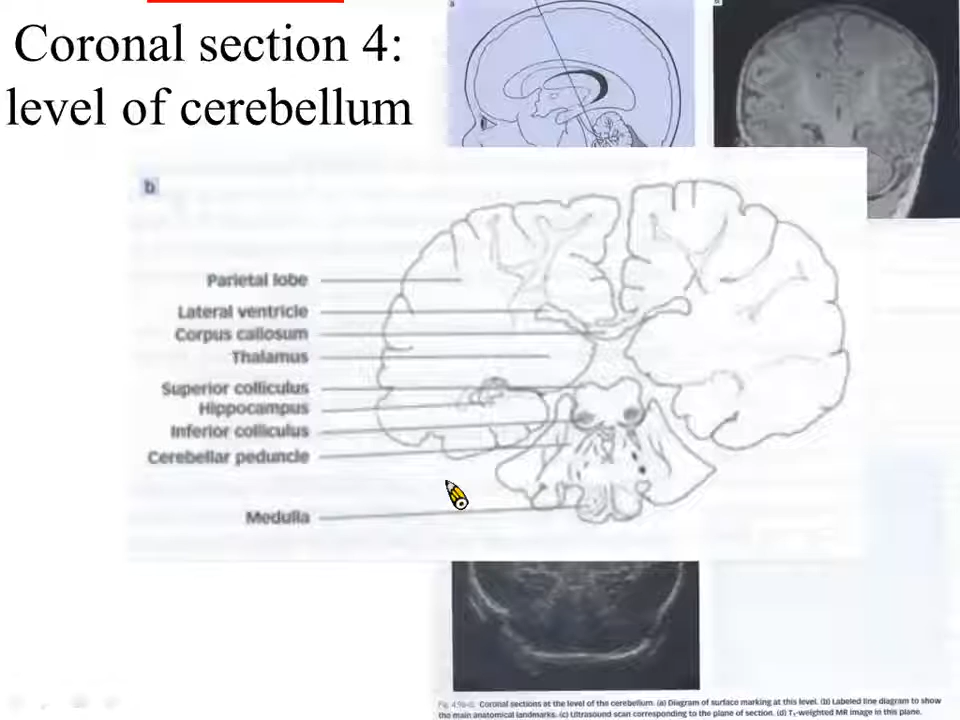 Coronal section 4:
level of cerebellum
a
b
Parietal lobe
Lateral ventricle
Corpus callosum
Thalamus
Superior colliculus
Hippocampus
Inferior colliculus
Cerebellar peduncle
Medulla
Coronal sections at the level of the cerebellum. (a) Diagram of surface marking at this level. (b) Labeled line diagram to show
the main anatomical landmarks. (c) Ultrasound scan corresponding to the plane of section. (d) T₁-weighted MR image in this plane.